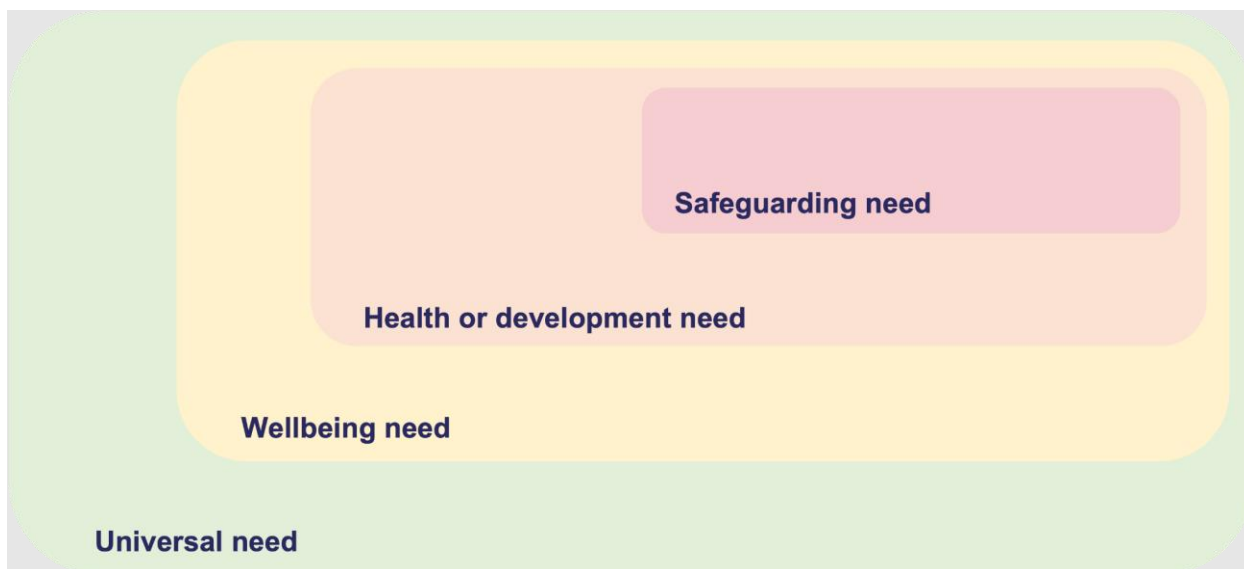 Safeguarding need
Health or development need
Wellbeing need
Universal need